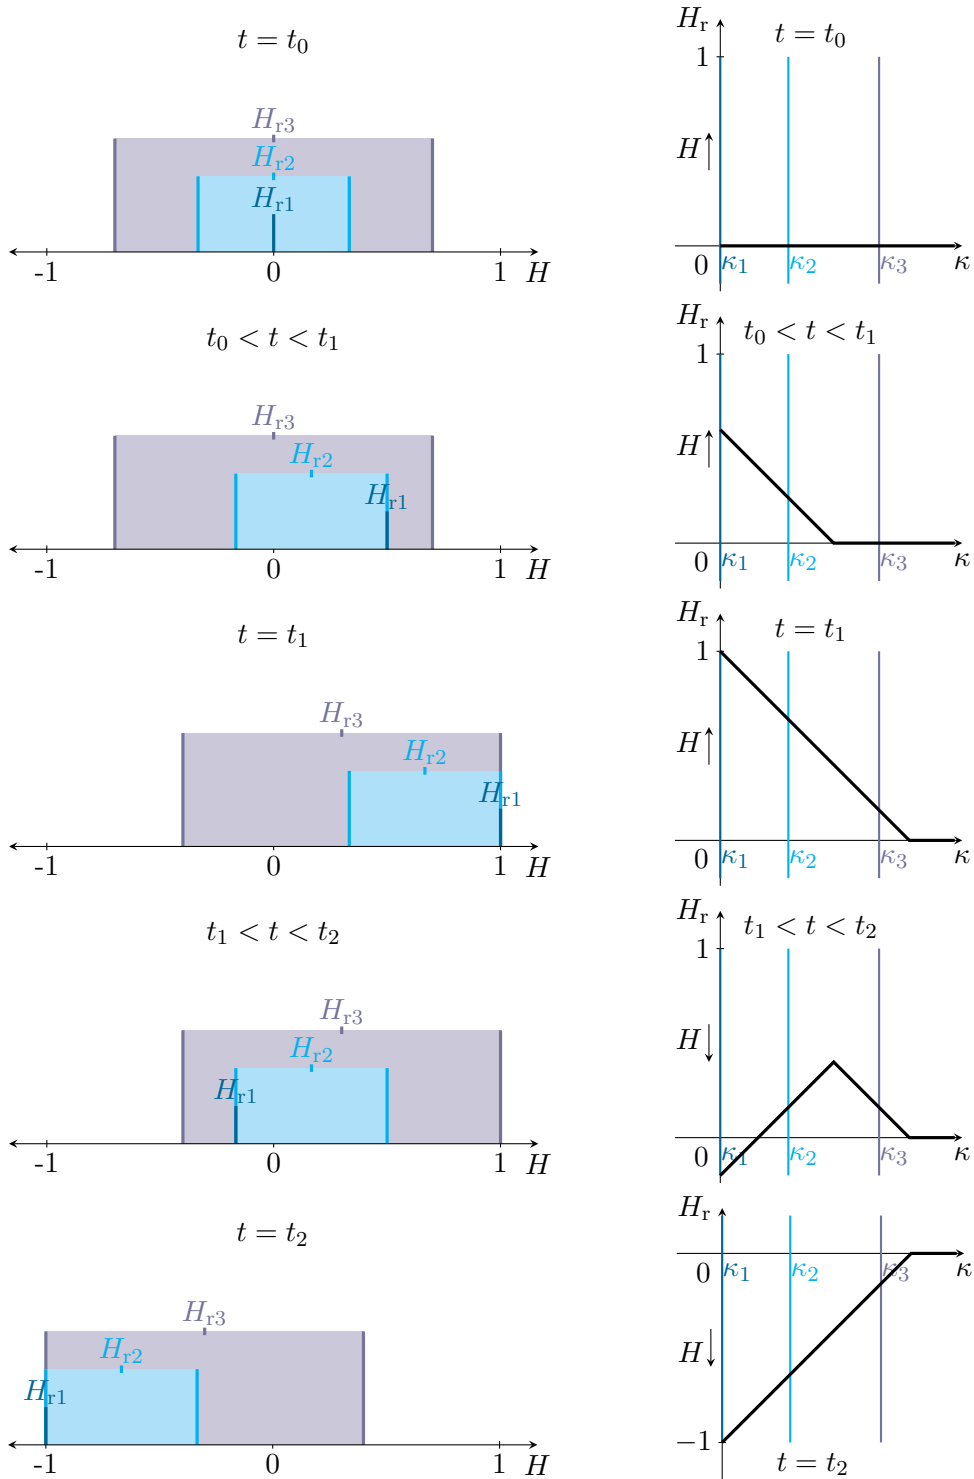 t = t₀
Hᵣ₃
Hᵣ₂
Hᵣ₁
-1 0 1 H
Hᵣ t = t₀
1
H
0 κ₁ κ₂ κ₃ κ
t₀ < t < t₁
Hᵣ₃
Hᵣ₂
Hᵣ₁
-1 0 1 H
Hᵣ t₀ < t < t₁
1
H
0 κ₁ κ₂ κ₃ κ
t = t₁
Hᵣ₃
Hᵣ₂
Hᵣ₁
-1 0 1 H
Hᵣ t = t₁
1
H
0 κ₁ κ₂ κ₃ κ
t₁ < t < t₂
Hᵣ₃
Hᵣ₂
Hᵣ₁
-1 0 1 H
Hᵣ t₁ < t < t₂
1
H
0 κ₁ κ₂ κ₃ κ
t = t₂
Hᵣ₃
Hᵣ₂
Hᵣ₁
-1 0 1 H
Hᵣ
0 κ₁ κ₂ κ₃ κ
H
−1
t = t₂